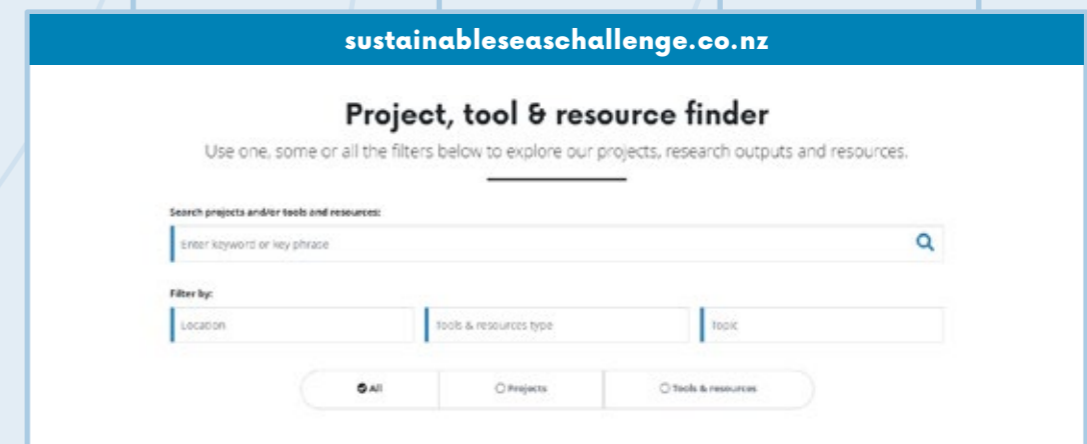 sustainableseaschallenge.co.nz
Project, tool & resource finder
Use one, some or all the filters below to explore our projects, research outputs and resources.
Search projects and/or tools and resources:
Enter keyword or key phrase
Filter by:
Location
Tools & resources type
Topic
All
Projects
Tools & resources